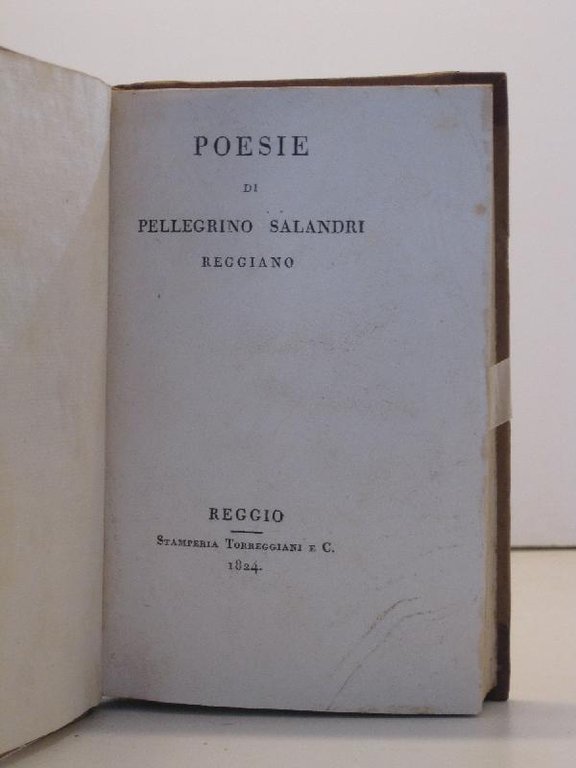 POESIE
DI
PELLEGRINO SALANDRI
REGGIANO
REGGIO
STAMPERIA TORREGGIANI E C.
1824.